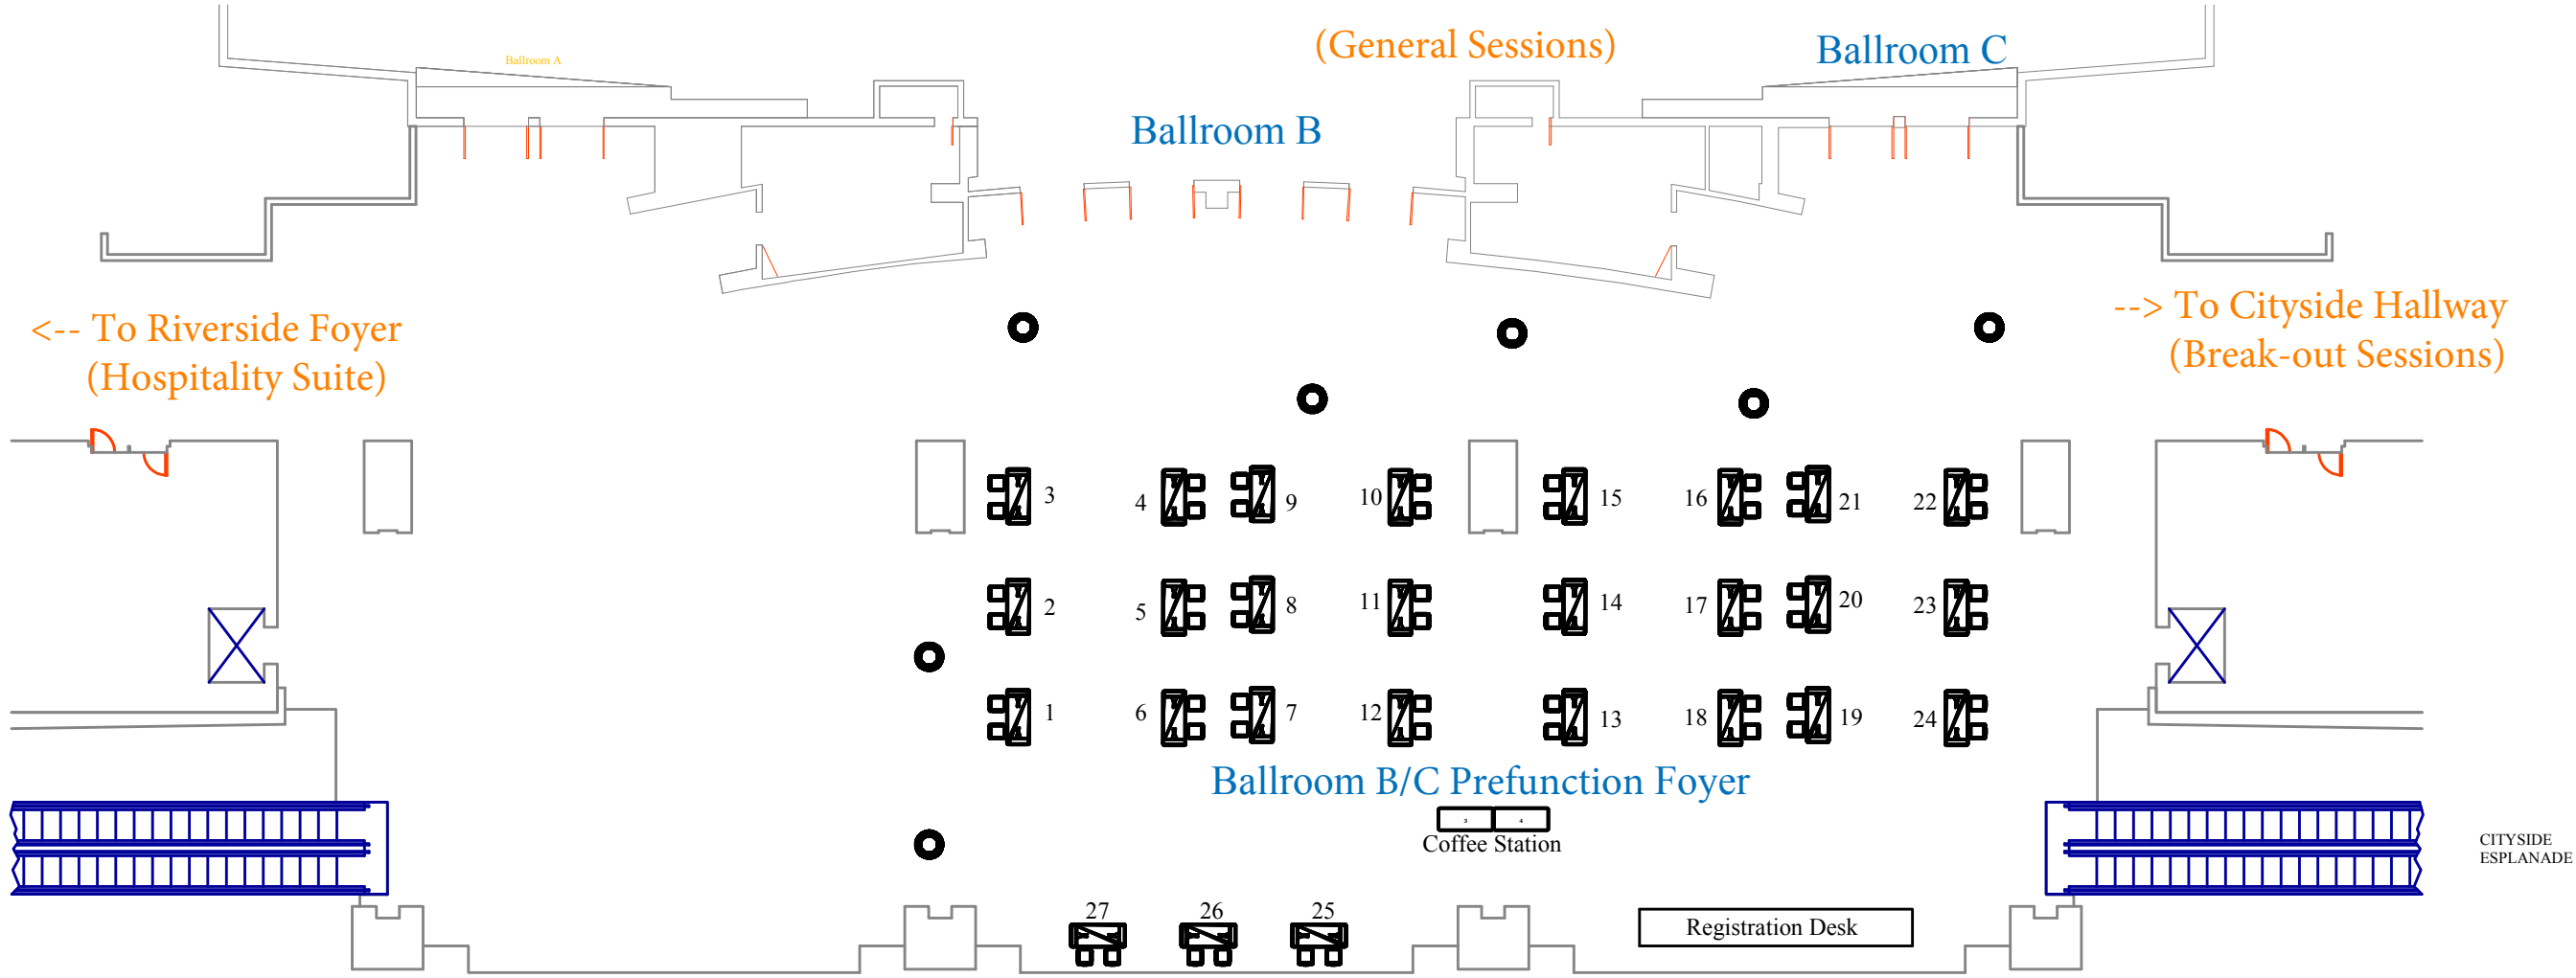 (General Sessions)
Ballroom C
Ballroom A
Ballroom B
<-- To Riverside Foyer
(Hospitality Suite)
--> To Cityside Hallway
(Break-out Sessions)
3
4
9
10
15
16
21
22
2
5
8
11
14
17
20
23
1
6
7
12
13
18
19
24
Ballroom B/C Prefunction Foyer
3
4
Coffee Station
CITYSIDE
ESPLANADE
27
26
25
Registration Desk